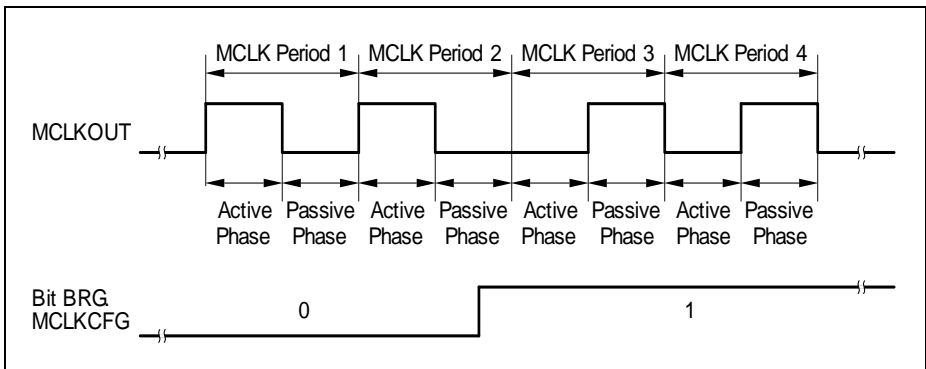 MCLK Period 1 MCLK Period 2 MCLK Period 3 MCLK Period 4
MCLKOUT
Active Passive Active Passive Active Passive Active Passive
Phase Phase Phase Phase Phase Phase Phase Phase
Bit BRG.
MCLKCFG
0 1